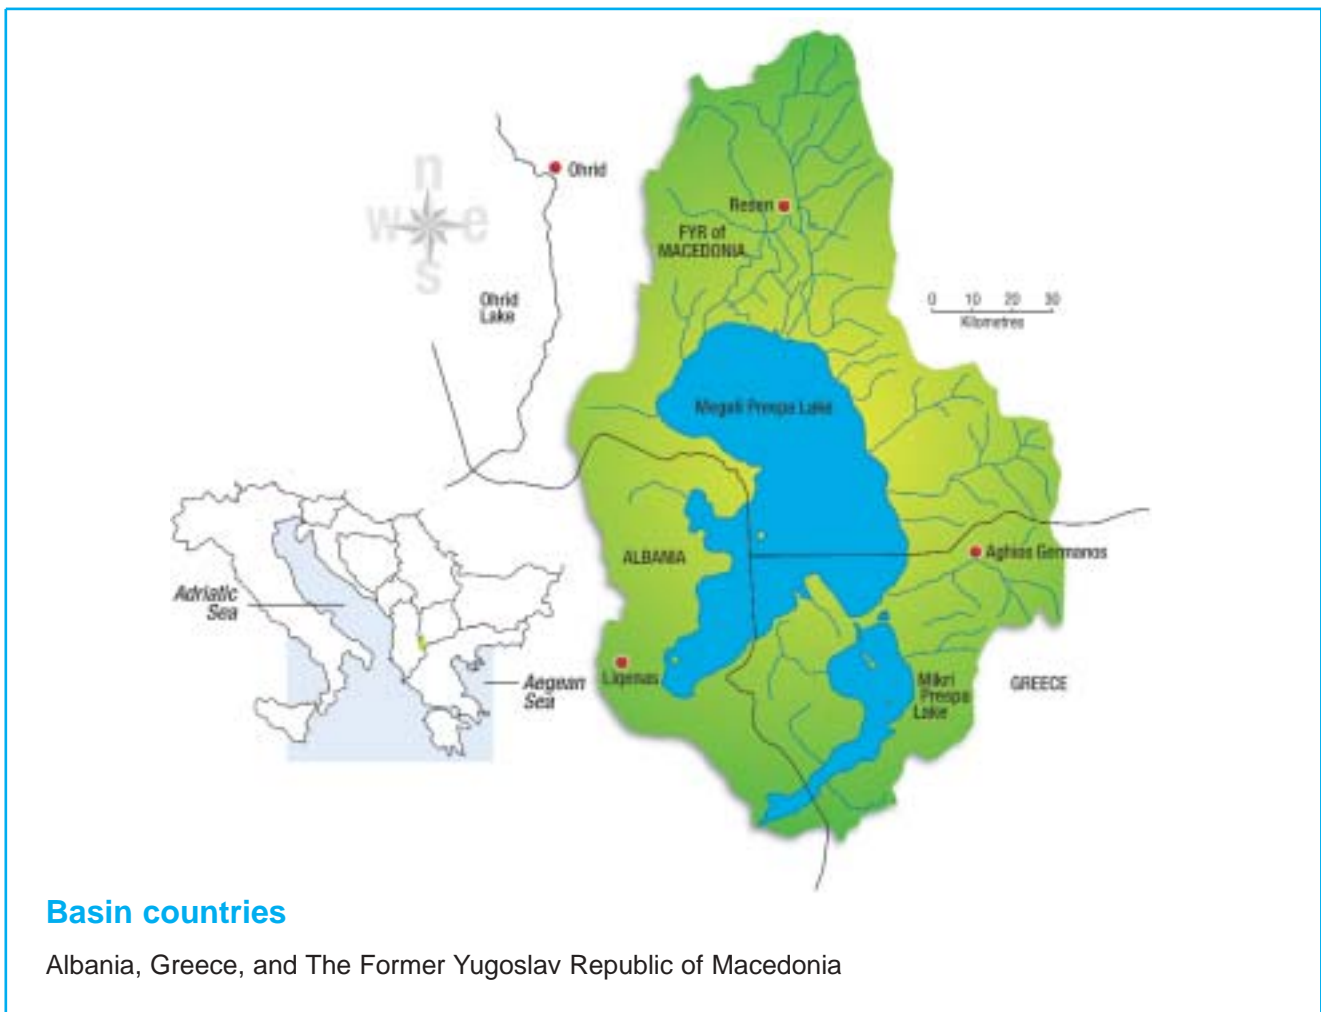 n
w e
s
Ohrid
Ohrid
Lake
Resen
FYR of
MACEDONIA
0 10 20 30
Kilometres
Megali Prespa Lake
ALBANIA
Aghios Germanos
Adriatic
Sea
Aegean
Sea
Liqenas
Mikri
Prespa
Lake
GREECE
Basin countries
Albania, Greece, and The Former Yugoslav Republic of Macedonia